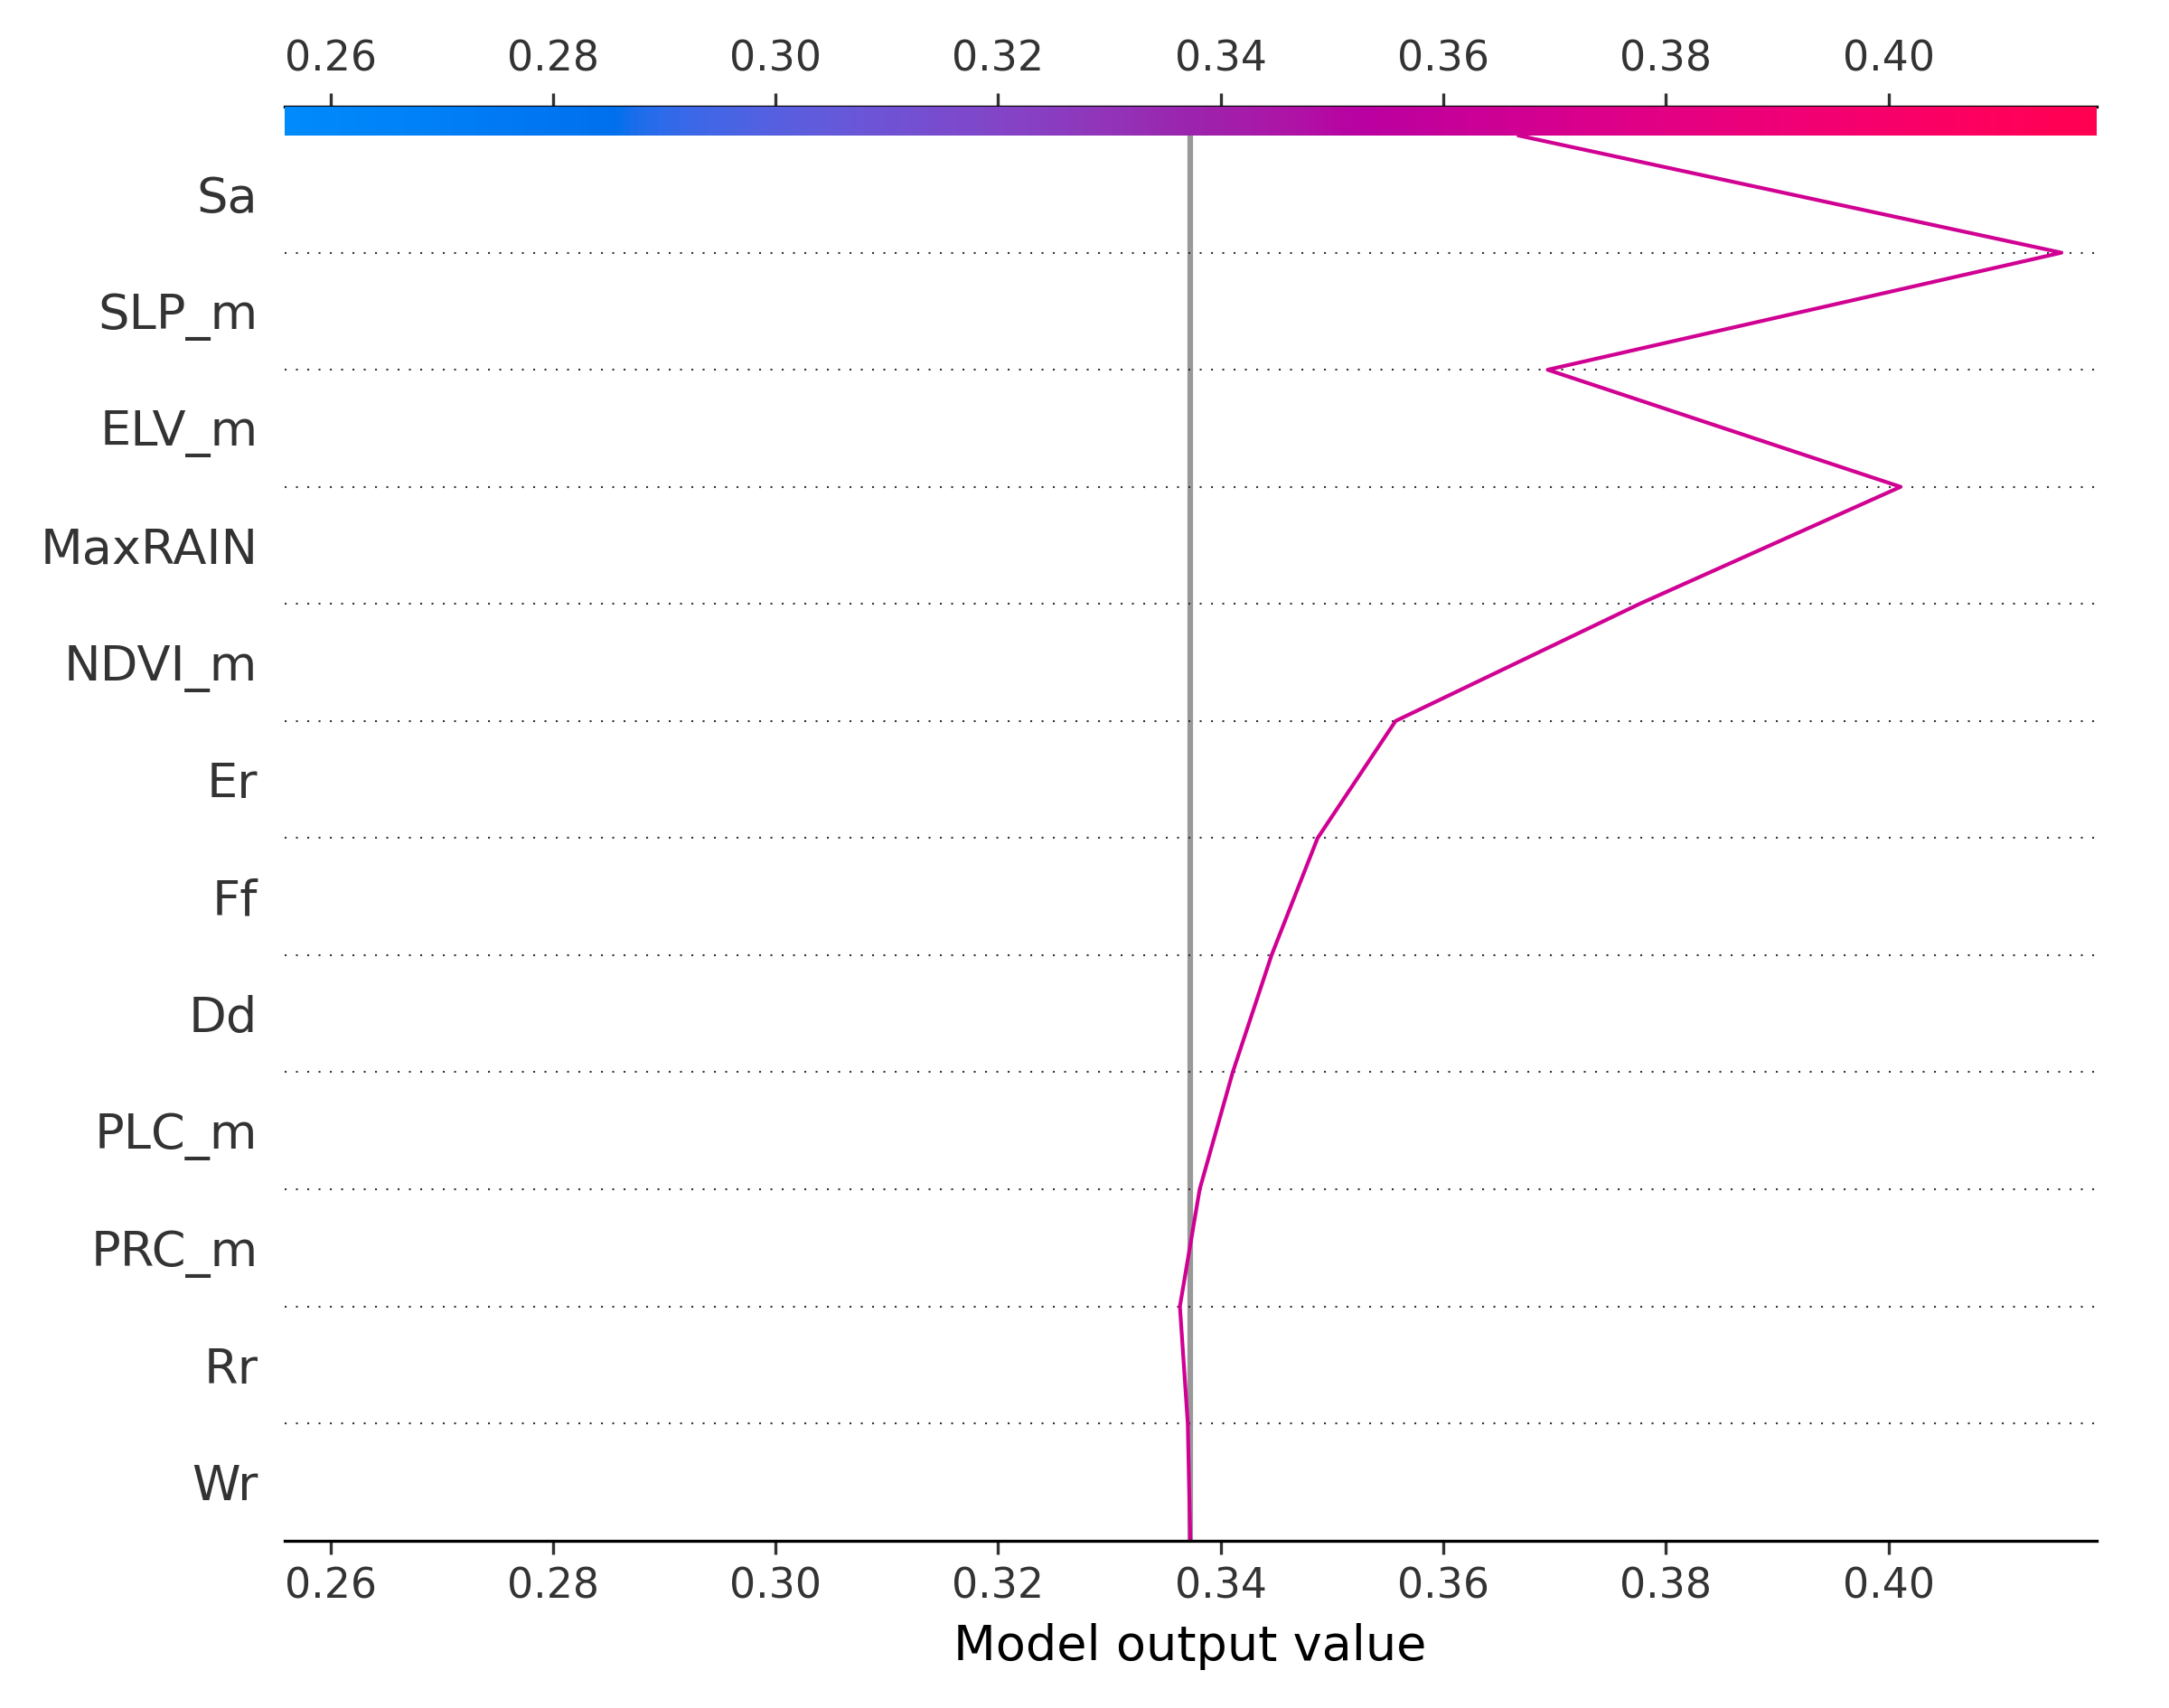 0.26 0.28 0.30 0.32 0.34 0.36 0.38 0.40
Sa
SLP_m
ELV_m
MaxRAIN
NDVI_m
Er
Ff
Dd
PLC_m
PRC_m
Rr
Wr
0.26 0.28 0.30 0.32 0.34 0.36 0.38 0.40
Model output value